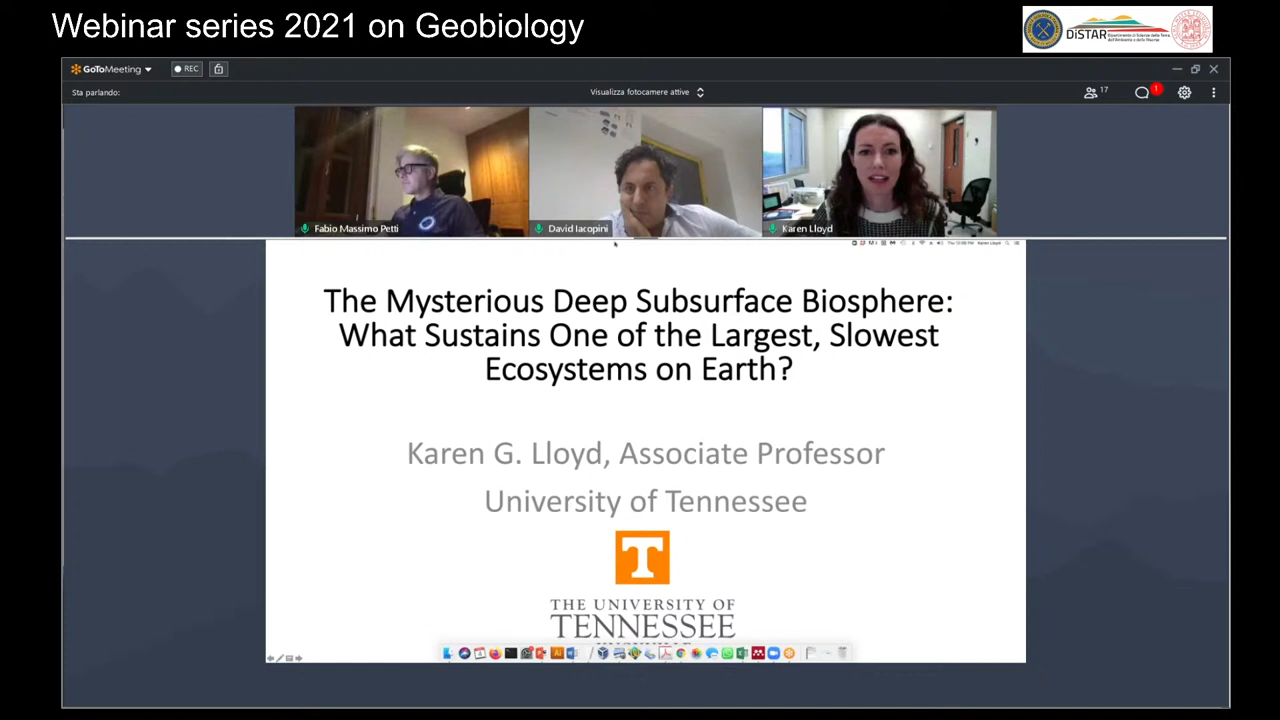 Webinar series 2021 on Geobiology
DiSTAR
GoToMeeting
REC
Sta parlando:
Visualizza fotocamere attive
17
1
Fabio Massimo Petti
David Iacopini
Karen Lloyd
The Mysterious Deep Subsurface Biosphere:
What Sustains One of the Largest, Slowest
Ecosystems on Earth?
Karen G. Lloyd, Associate Professor
University of Tennessee
T
THE UNIVERSITY OF
TENNESSEE